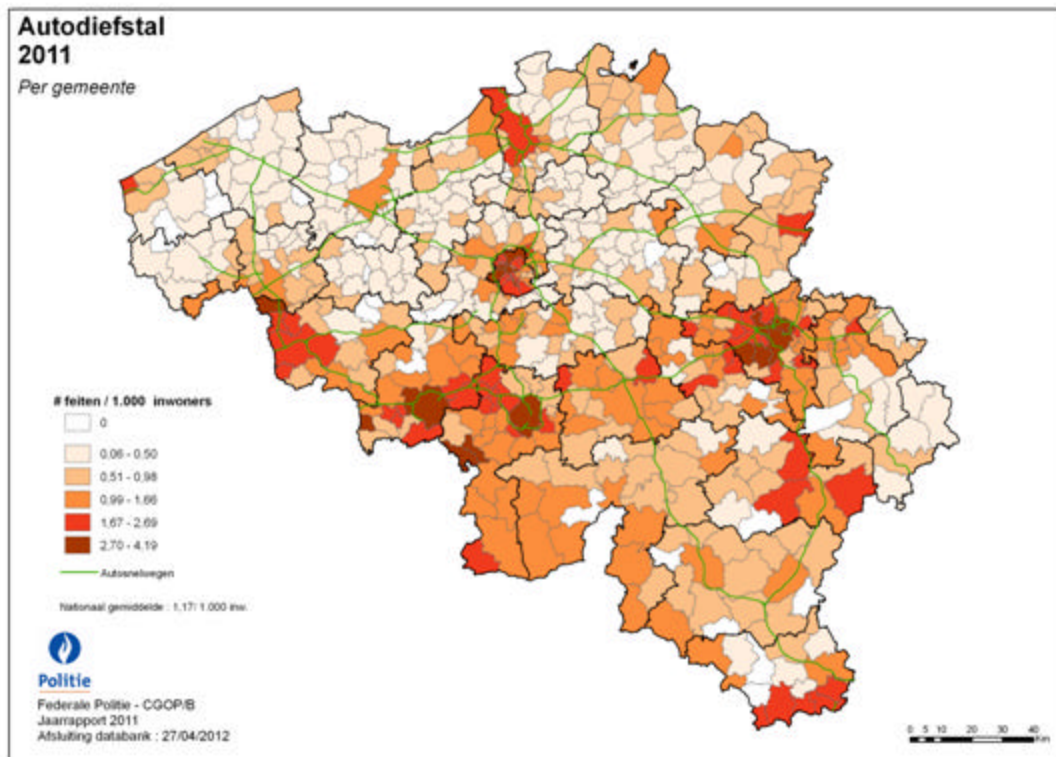 Autodiefstal
2011
Per gemeente
# feiten / 1.000 inwoners
0
0,06 - 0,50
0,51 - 0,98
0,99 - 1,66
1,67 - 2,69
2,70 - 4,19
Autosnelwegen
Nationaal gemiddelde : 1,17/ 1.000 inw.
Politie
Federale Politie - CGOP/B
Jaarrapport 2011
Afsluiting databank : 27/04/2012
0 5 10 20 30 40
Km